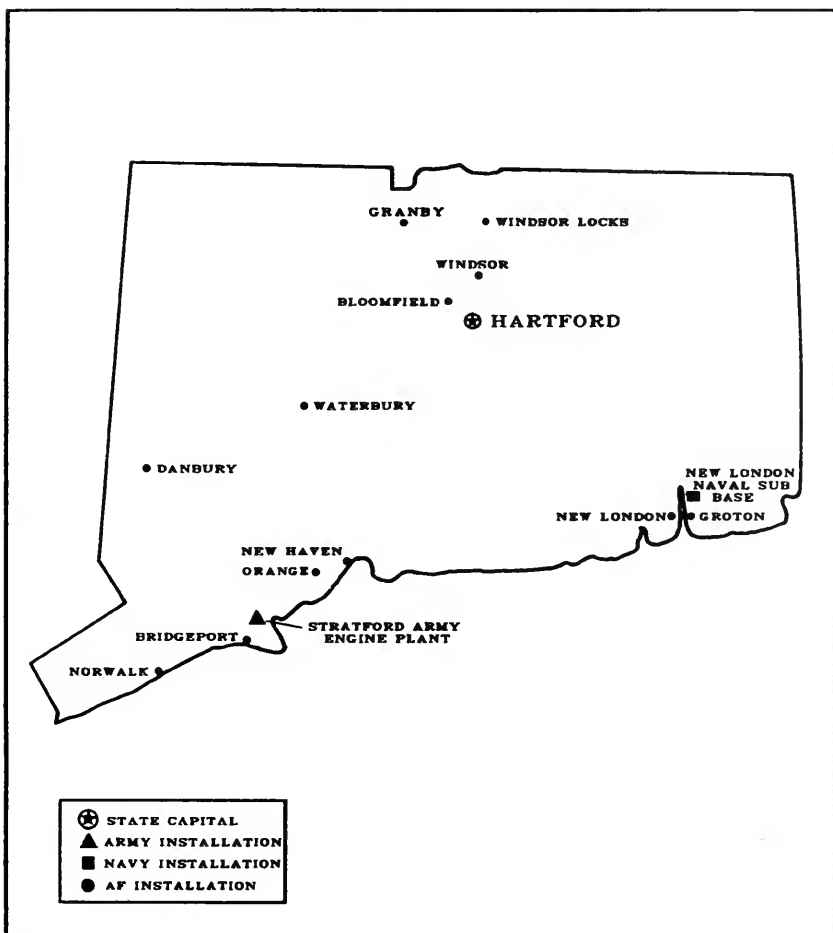 GRANBY
WINDSOR LOCKS
WINDSOR
BLOOMFIELD
HARTFORD
WATERBURY
DANBURY
NEW LONDON
NAVAL SUB
BASE
NEW LONDON
GROTON
NEW HAVEN
ORANGE
STRATFORD ARMY
ENGINE PLANT
BRIDGEPORT
NORWALK
STATE CAPITAL
ARMY INSTALLATION
NAVY INSTALLATION
AF INSTALLATION